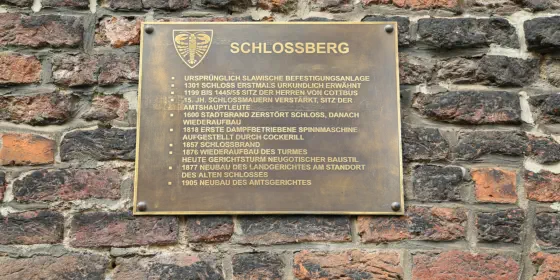 SCHLOSSBERG
• URSPRÜNGLICH SLAWISCHE BEFESTIGUNGSANLAGE
• 1301 SCHLOSS ERSTMALS URKUNDLICH ERWÄHNT
• 1199 BIS 1445/56 SITZ DER HERREN VON COTTBUS
• 15. JH. SCHLOSSMAUERN VERSTÄRKT, SITZ DER
AMTSHAUPTLEUTE
• 1600 STADTBRAND ZERSTÖRT SCHLOSS, DANACH
WIEDERAUFBAU
• 1818 ERSTE DAMPFBETRIEBENE SPINNMASCHINE
AUFGESTELLT DURCH COCKERILL
• 1857 SCHLOSSBRAND
• 1876 WIEDERAUFBAU DES TURMES
HEUTE GERICHTSTURM NEUGOTISCHER BAUSTIL
• 1877 NEUBAU DES LANDGERICHTES AM STANDORT
DES ALTEN SCHLOSSES
• 1905 NEUBAU DES AMTSGERICHTES